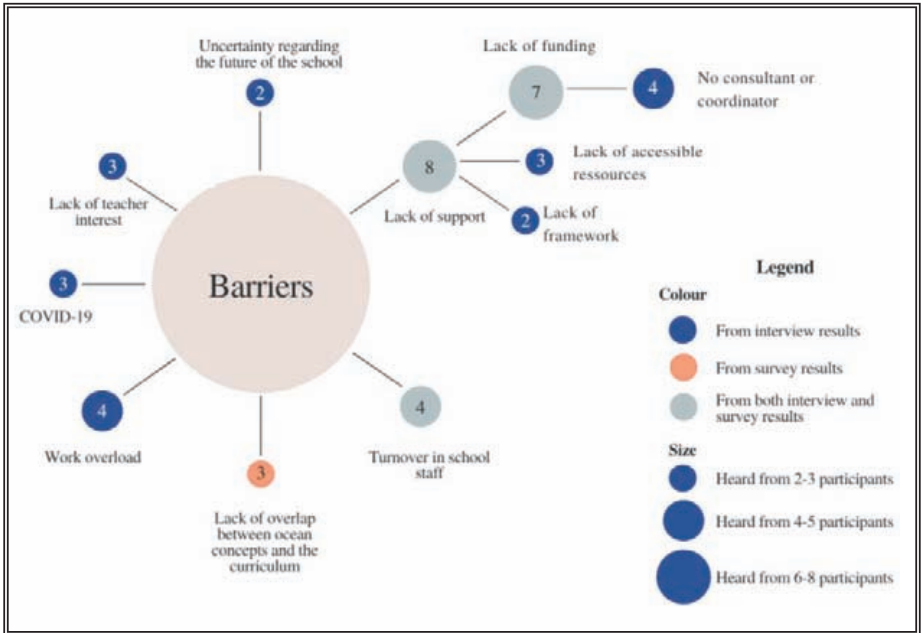 Uncertainty regarding
the future of the school
2
Lack of funding
7
4
No consultant or
coordinator
3
Lack of teacher
interest
8
Lack of support
3
Lack of accessible
ressources
2
Lack of
framework
Barriers
3
COVID-19
4
Work overload
3
Lack of overlap
between ocean
concepts and the
curriculum
4
Turnover in school
staff
Legend
Colour
From interview results
From survey results
From both interview and
survey results
Size
Heard from 2-3 participants
Heard from 4-5 participants
Heard from 6-8 participants